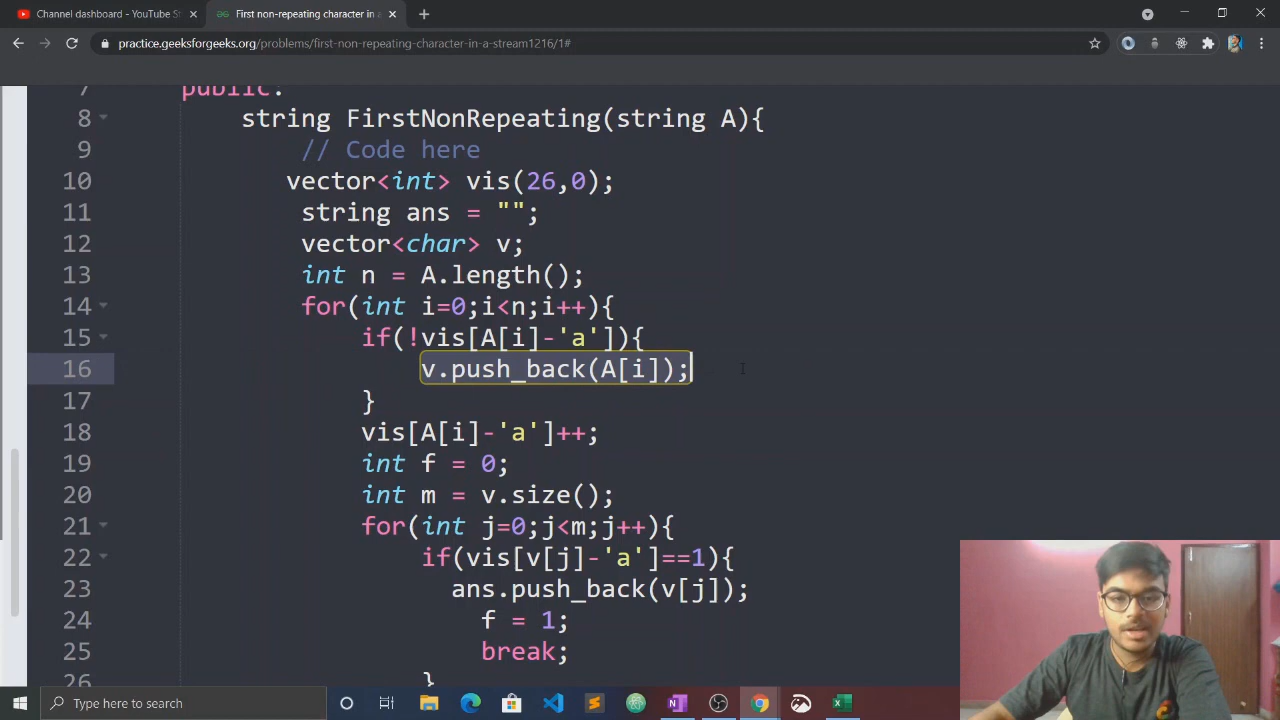 Channel dashboard - YouTube St
First non-repeating character in a
practice.geeksforgeeks.org/problems/first-non-repeating-character-in-a-stream1216/1#
7 public:
8 string FirstNonRepeating(string A){
9 // Code here
10 vector<int> vis(26,0);
11 string ans = "";
12 vector<char> v;
13 int n = A.length();
14 for(int i=0;i<n;i++){
15 if(!vis[A[i]-'a']){
16 v.push_back(A[i]);
17 }
18 vis[A[i]-'a']++;
19 int f = 0;
20 int m = v.size();
21 for(int j=0;j<m;j++){
22 if(vis[v[j]-'a']==1){
23 ans.push_back(v[j]);
24 f = 1;
25 break;
26 }
Type here to search